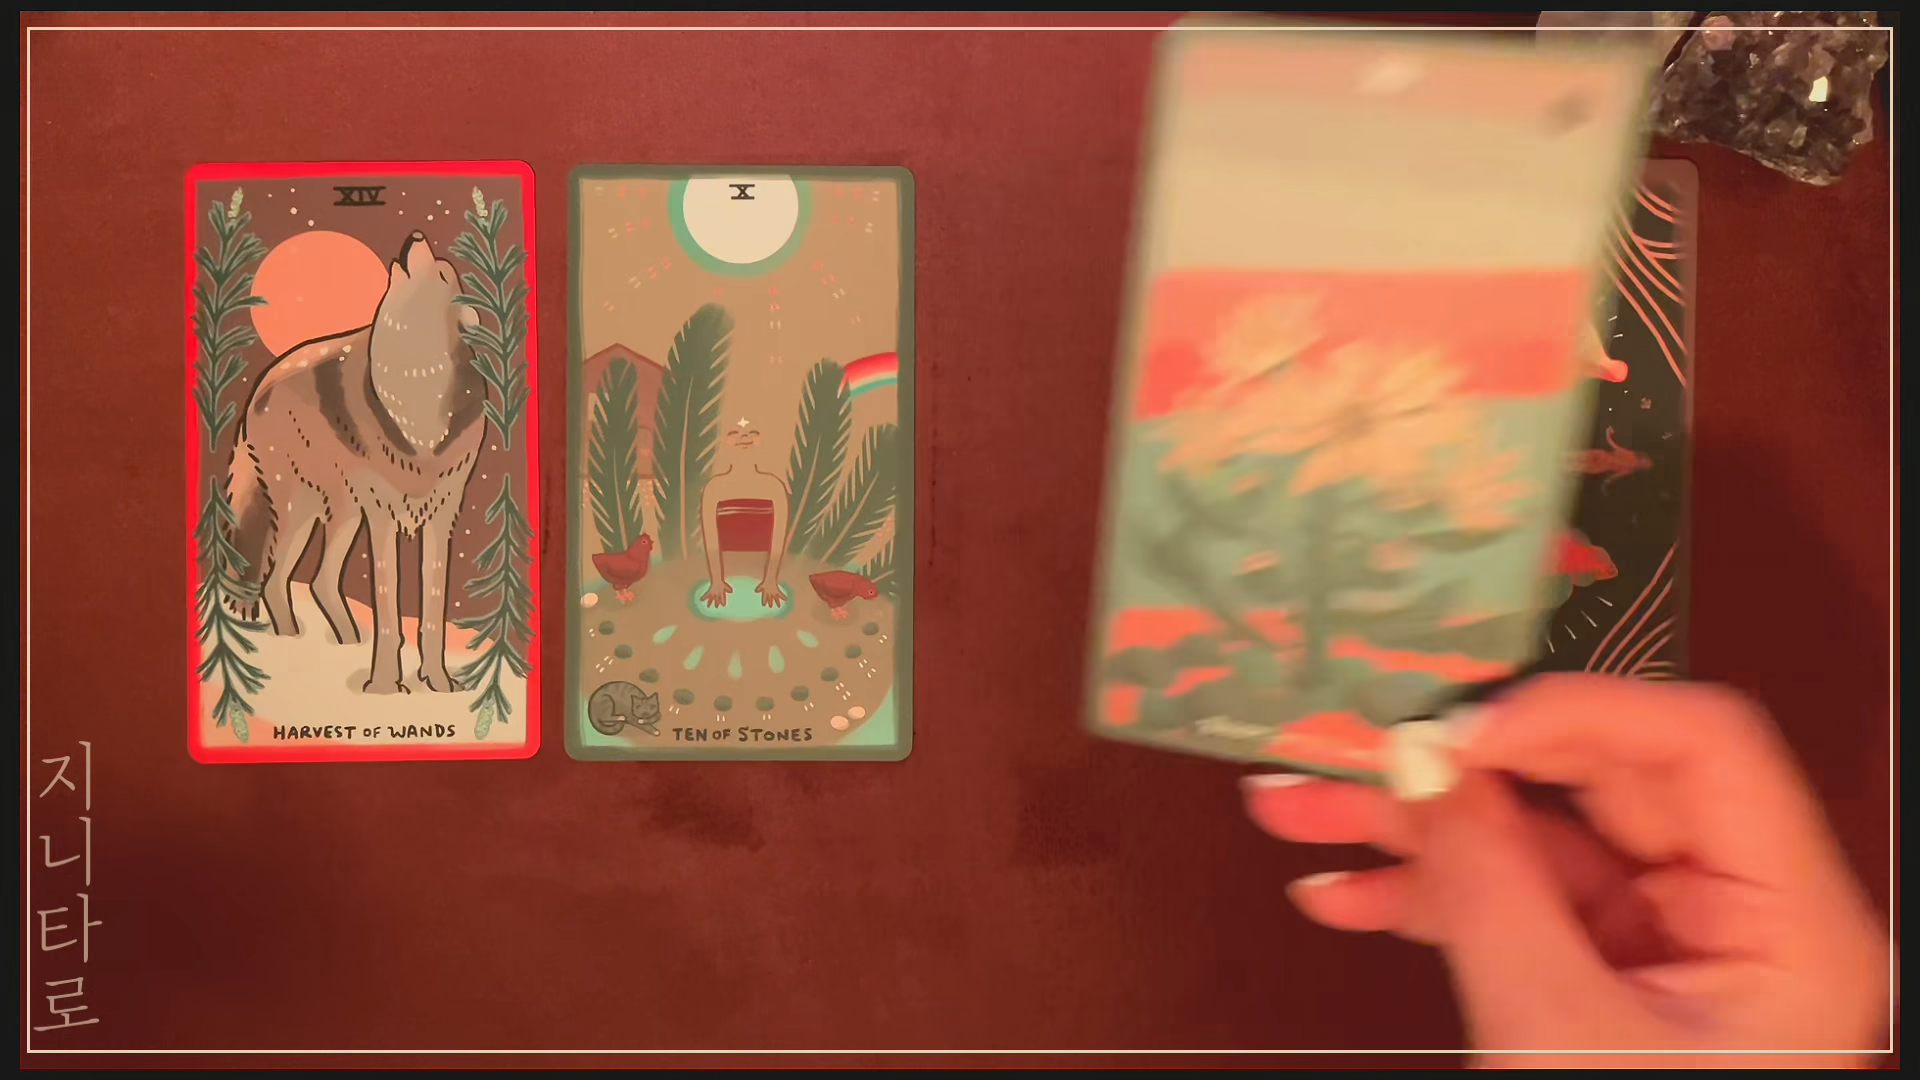 XIV
HARVEST OF WANDS
X
TEN OF STONES
지니타로